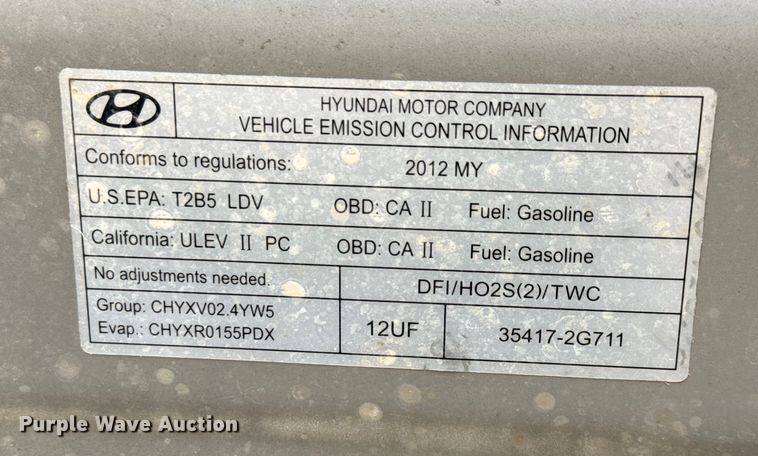 HYUNDAI MOTOR COMPANY
VEHICLE EMISSION CONTROL INFORMATION
Conforms to regulations: 2012 MY
U.S.EPA: T2B5 LDV OBD: CA II Fuel: Gasoline
California: ULEV II PC OBD: CA II Fuel: Gasoline
No adjustments needed. DFI/HO2S(2)/TWC
Group: CHYXV02.4YW5
Evap.: CHYXR0155PDX
12UF 35417-2G711
Purple Wave Auction